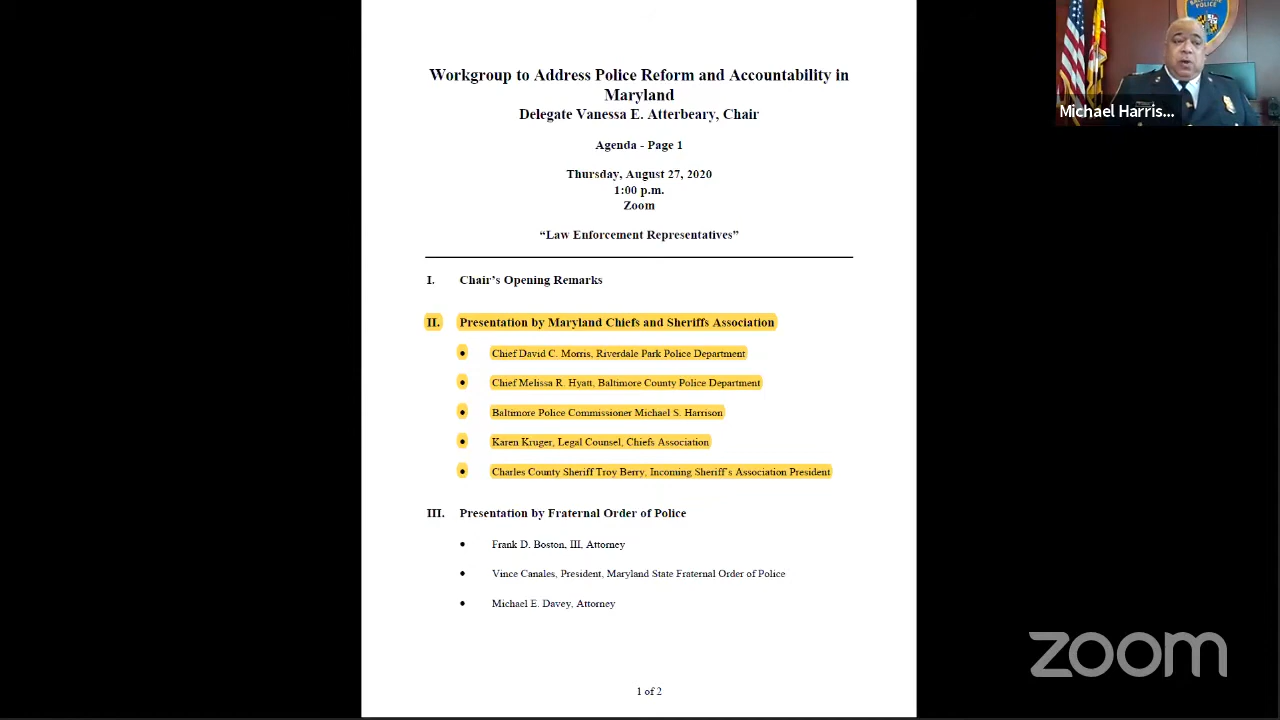 Workgroup to Address Police Reform and Accountability in
Maryland
Delegate Vanessa E. Atterbeary, Chair
Agenda - Page 1
Thursday, August 27, 2020
1:00 p.m.
Zoom
“Law Enforcement Representatives”
I. Chair’s Opening Remarks
II. Presentation by Maryland Chiefs and Sheriffs Association
• Chief David C. Morris, Riverdale Park Police Department
• Chief Melissa R. Hyatt, Baltimore County Police Department
• Baltimore Police Commissioner Michael S. Harrison
• Karen Kruger, Legal Counsel, Chiefs Association
• Charles County Sheriff Troy Berry, Incoming Sheriff’s Association President
III. Presentation by Fraternal Order of Police
• Frank D. Boston, III, Attorney
• Vince Canales, President, Maryland State Fraternal Order of Police
• Michael E. Davey, Attorney
1 of 2
POLICE
Michael Harris...
zoom